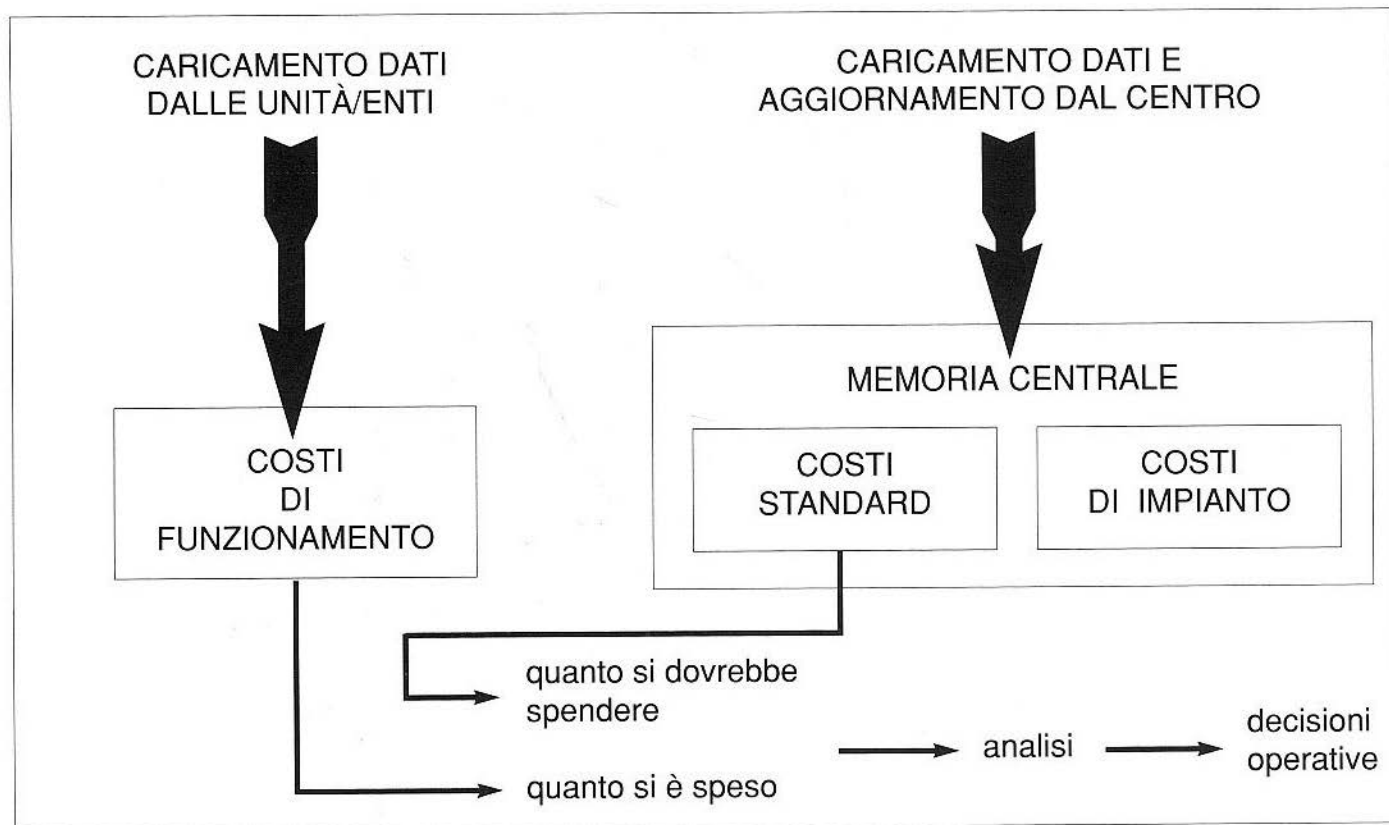 CARICAMENTO DATI
DALLE UNITÀ/ENTI
CARICAMENTO DATI E
AGGIORNAMENTO DAL CENTRO
MEMORIA CENTRALE
COSTI
DI
FUNZIONAMENTO
COSTI
STANDARD
COSTI
DI IMPIANTO
quanto si dovrebbe
spendere
quanto si è speso
analisi
decisioni
operative